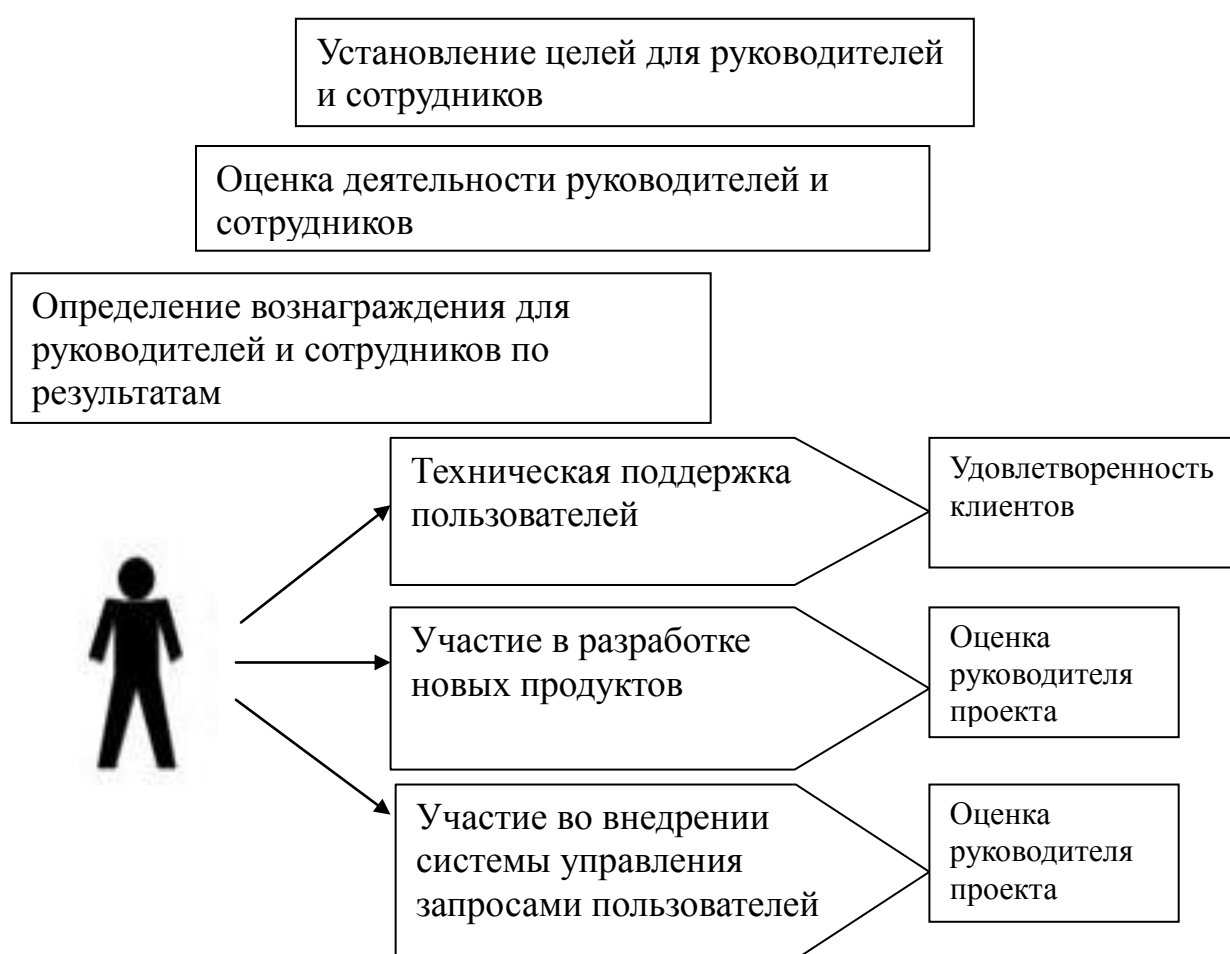 Установление целей для руководителей
и сотрудников
Оценка деятельности руководителей и
сотрудников
Определение вознаграждения для
руководителей и сотрудников по
результатам
Техническая поддержка
пользователей
Удовлетворенность
клиентов
Участие в разработке
новых продуктов
Оценка
руководителя
проекта
Участие во внедрении
системы управления
запросами пользователей
Оценка
руководителя
проекта